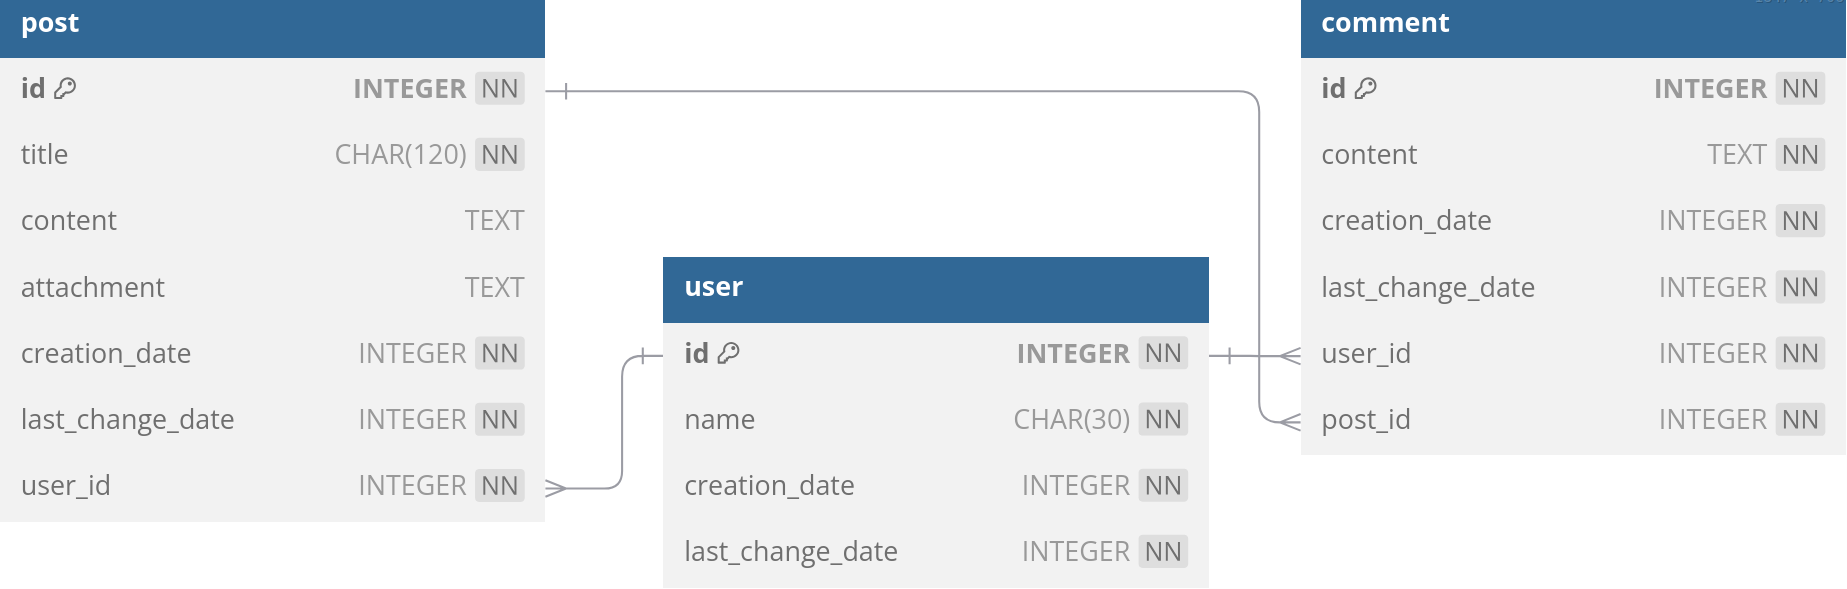 post
id INTEGER NN
title CHAR(120) NN
content TEXT
attachment TEXT
creation_date INTEGER NN
last_change_date INTEGER NN
user_id INTEGER NN
user
id INTEGER NN
name CHAR(30) NN
creation_date INTEGER NN
last_change_date INTEGER NN
comment
id INTEGER NN
content TEXT NN
creation_date INTEGER NN
last_change_date INTEGER NN
user_id INTEGER NN
post_id INTEGER NN